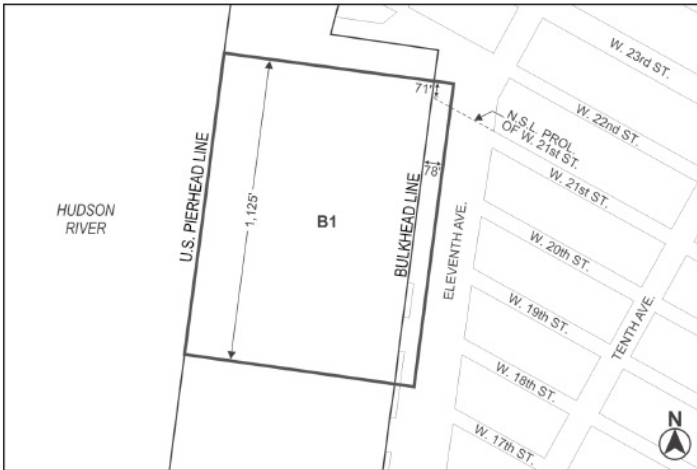 W. 23rd ST.
71'
N.S.L. PROL.
OF W. 21st ST.
W. 22nd ST.
U.S. PIERHEAD LINE
BULKHEAD LINE
78'
W. 21st ST.
HUDSON
RIVER
1,125'
B1
ELEVENTH AVE.
W. 20th ST.
W. 19th ST.
TENTH AVE.
W. 18th ST.
W. 17th ST.
N